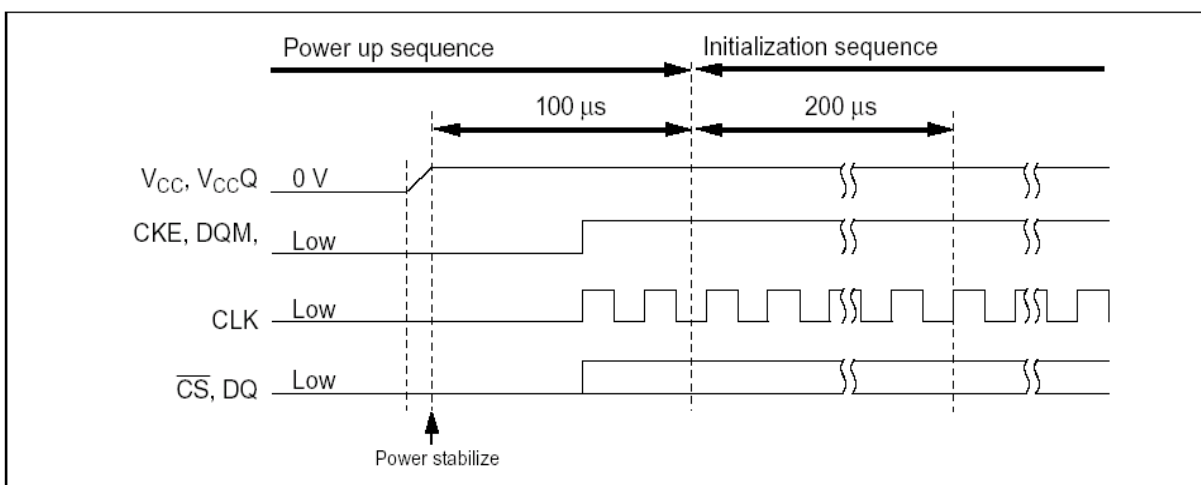 Power up sequence
Initialization sequence
100 μs
200 μs
VCC, VCCQ
0 V
CKE, DQM,
Low
CLK
Low
CS, DQ
Low
Power stabilize